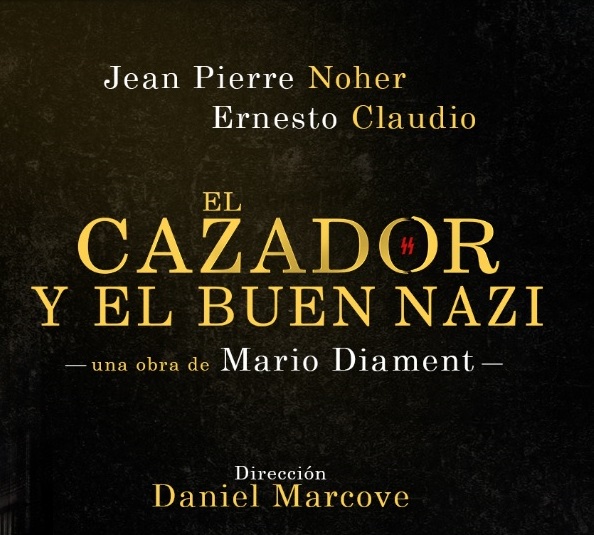 Jean Pierre Noher
Ernesto Claudio
EL
CAZADOR
Y EL BUEN NAZI
— una obra de Mario Diament —
Dirección
Daniel Marcove